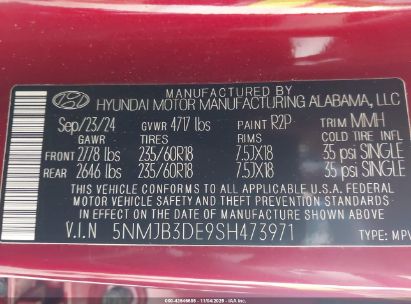 MANUFACTURED BY
HYUNDAI MOTOR MANUFACTURING ALABAMA, LLC
Sep/23/24 GVWR 4717 lbs PAINT R2P TRIM MMH
GAWR TIRES RIMS COLD TIRE INFL
FRONT 2778 lbs 235/60R18 7.5JX18 35 psi SINGLE
REAR 2646 lbs 235/60R18 7.5JX18 35 psi SINGLE
THIS VEHICLE CONFORMS TO ALL APPLICABLE U.S.A. FEDERAL
MOTOR VEHICLE SAFETY AND THEFT PREVENTION STANDARDS
IN EFFECT ON THE DATE OF MANUFACTURE SHOWN ABOVE.
V.I.N 5NMJB3DE9SH473971 TYPE: MPV